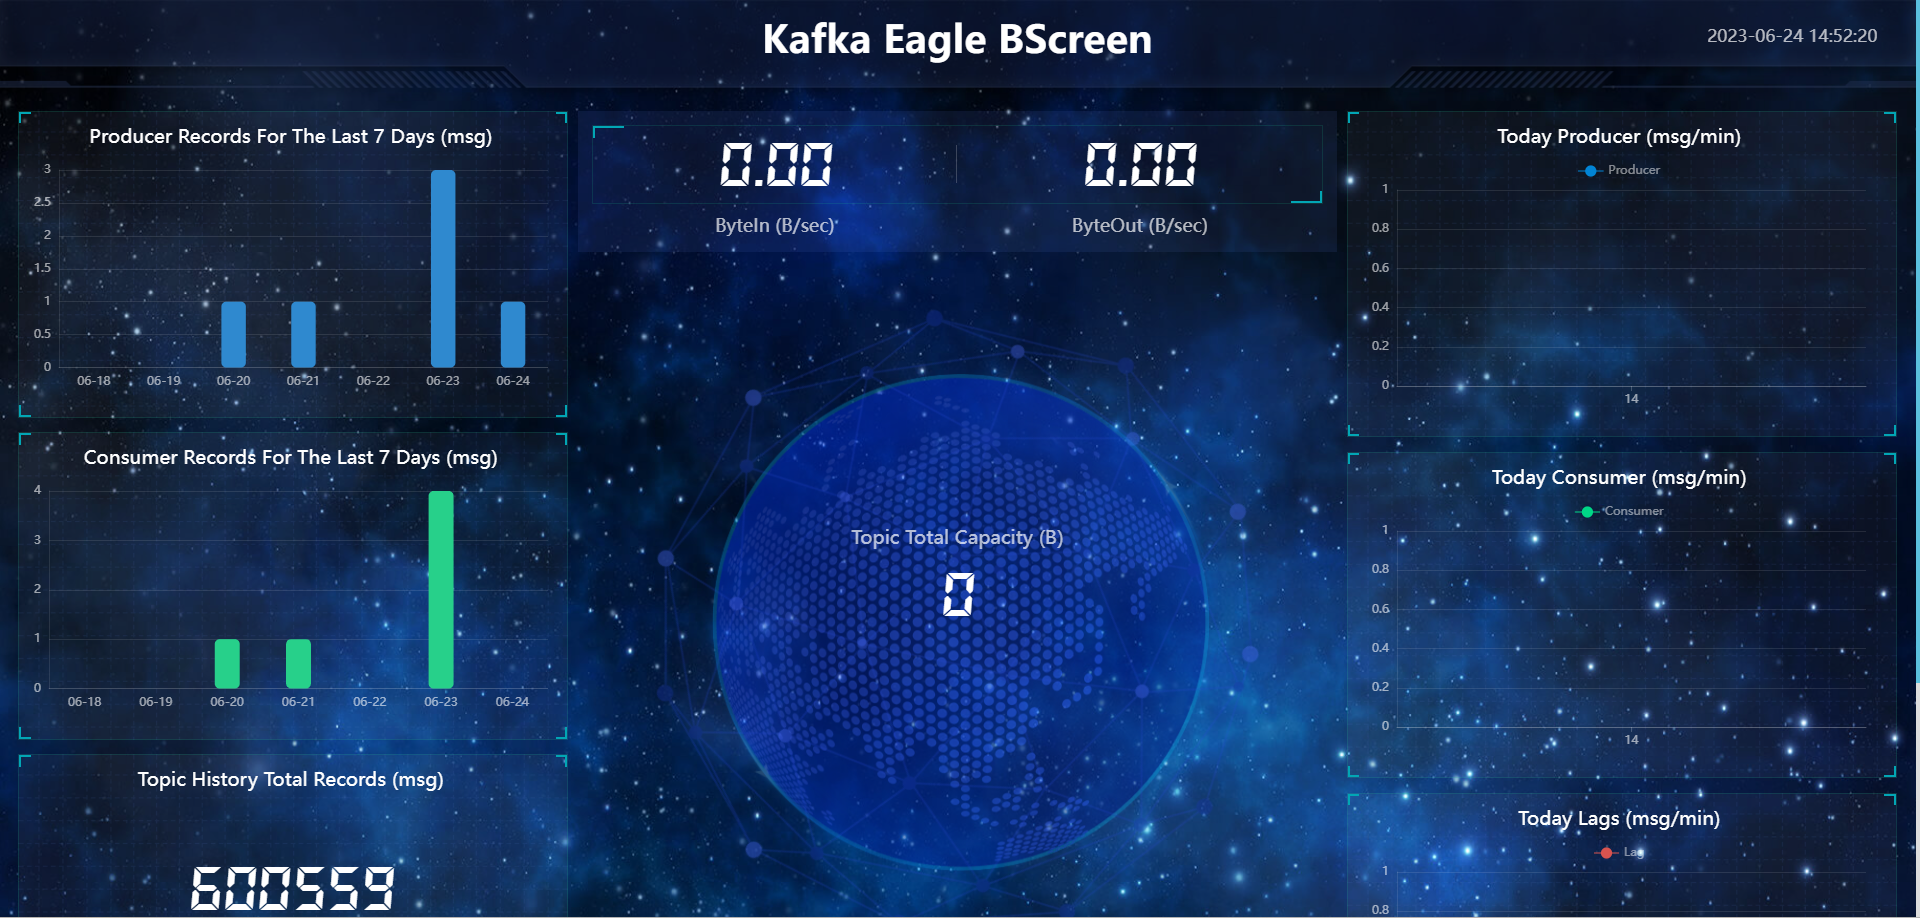 Kafka Eagle BScreen
2023-06-24 14:52:20
Producer Records For The Last 7 Days (msg)
3
2.5
2
1.5
1
0.5
0
06-18 06-19 06-20 06-21 06-22 06-23 06-24
Consumer Records For The Last 7 Days (msg)
4
3
2
1
0
06-18 06-19 06-20 06-21 06-22 06-23 06-24
Topic History Total Records (msg)
600559
0.00 0.00
ByteIn (B/sec) ByteOut (B/sec)
Topic Total Capacity (B)
0
Today Producer (msg/min)
Producer
1
0.8
0.6
0.4
0.2
0
14
Today Consumer (msg/min)
Consumer
1
0.8
0.6
0.4
0.2
0
14
Today Lags (msg/min)
Lag
1
0.8